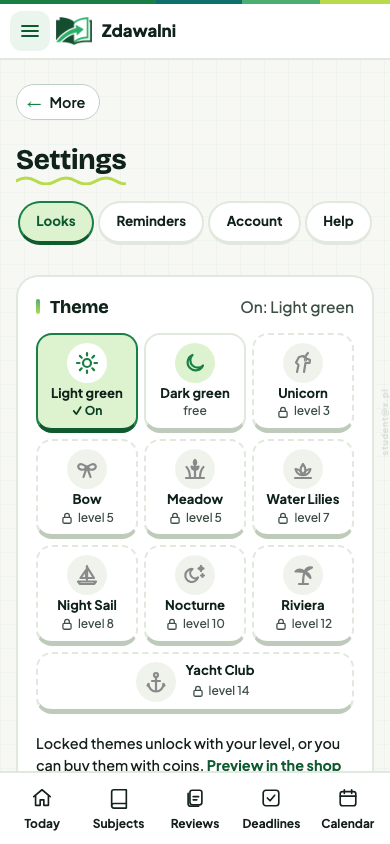 Zdawalni
← More
Settings
Looks Reminders Account Help
Theme On: Light green
Light green Dark green Unicorn
✓ On free level 3
Bow Meadow Water Lilies
level 5 level 5 level 7
Night Sail Nocturne Riviera
level 8 level 10 level 12
Yacht Club
level 14
Locked themes unlock with your level, or you
can buy them with coins. Preview in the shop
student@z.pl
Today Subjects Reviews Deadlines Calendar